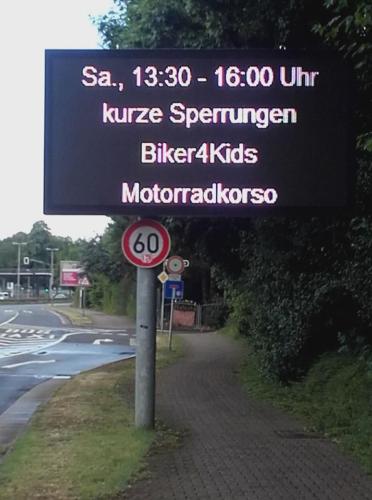 Sa., 13:30 - 16:00 Uhr
kurze Sperrungen
Biker4Kids
Motorradkorso
60